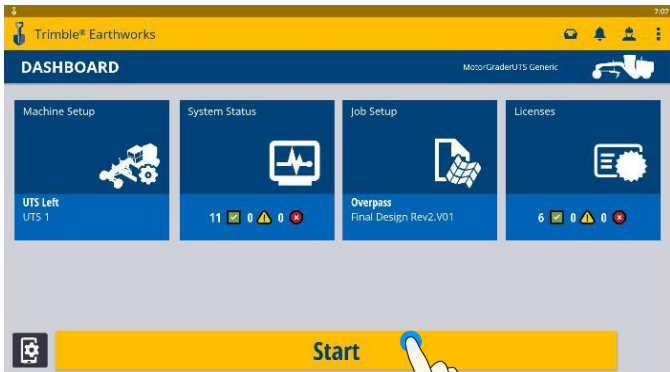 7:07
Trimble® Earthworks
DASHBOARD
MotorGraderUTS Generic
Machine Setup
UTS Left
UTS 1
System Status
11 0 0
Job Setup
Overpass
Final Design Rev2.V01
Licenses
6 0 0
Start